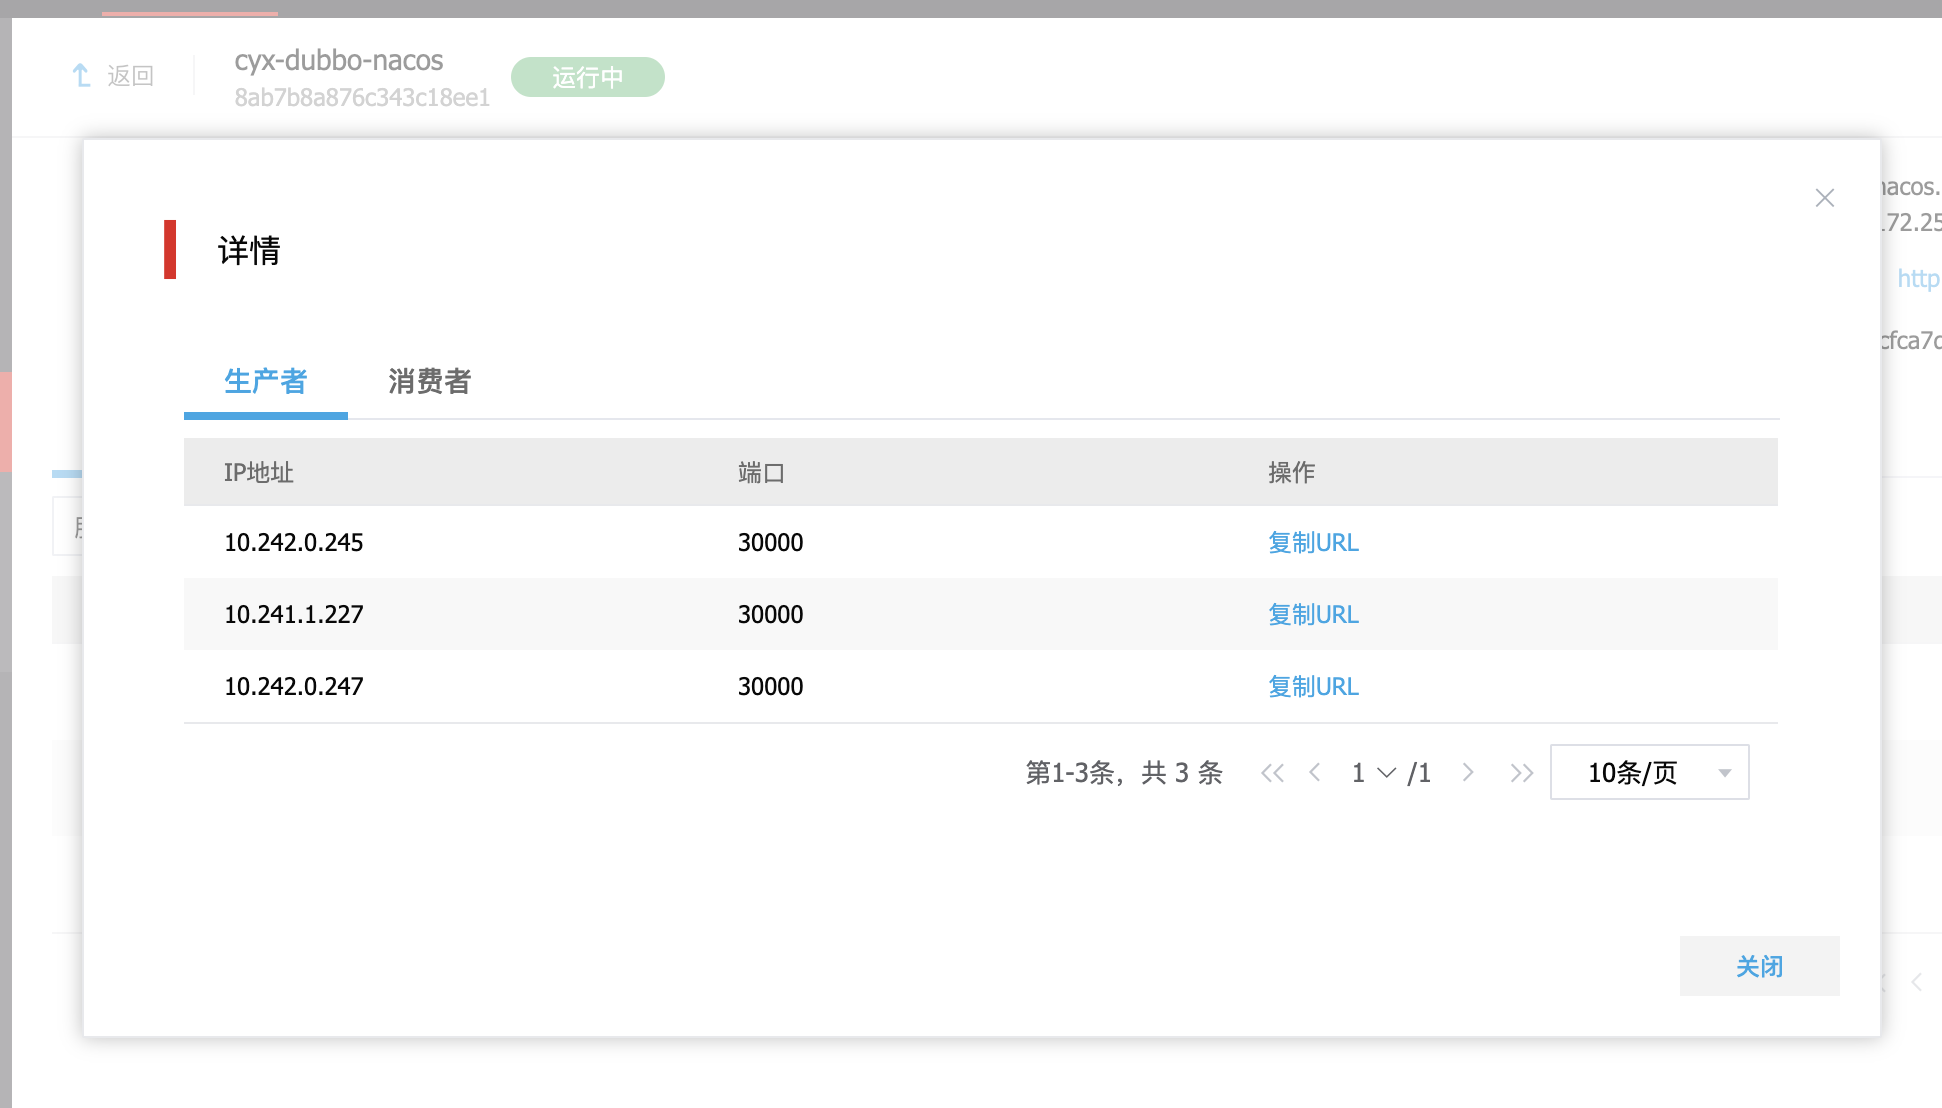 返回
cyx-dubbo-nacos
8ab7b8a876c343c18ee1
运行中
nacos.
172.25
http
cfca7c
详情
生产者 消费者
IP地址 端口 操作
10.242.0.245 30000 复制URL
10.241.1.227 30000 复制URL
10.242.0.247 30000 复制URL
第1-3条，共 3 条 1 /1 10条/页
关闭